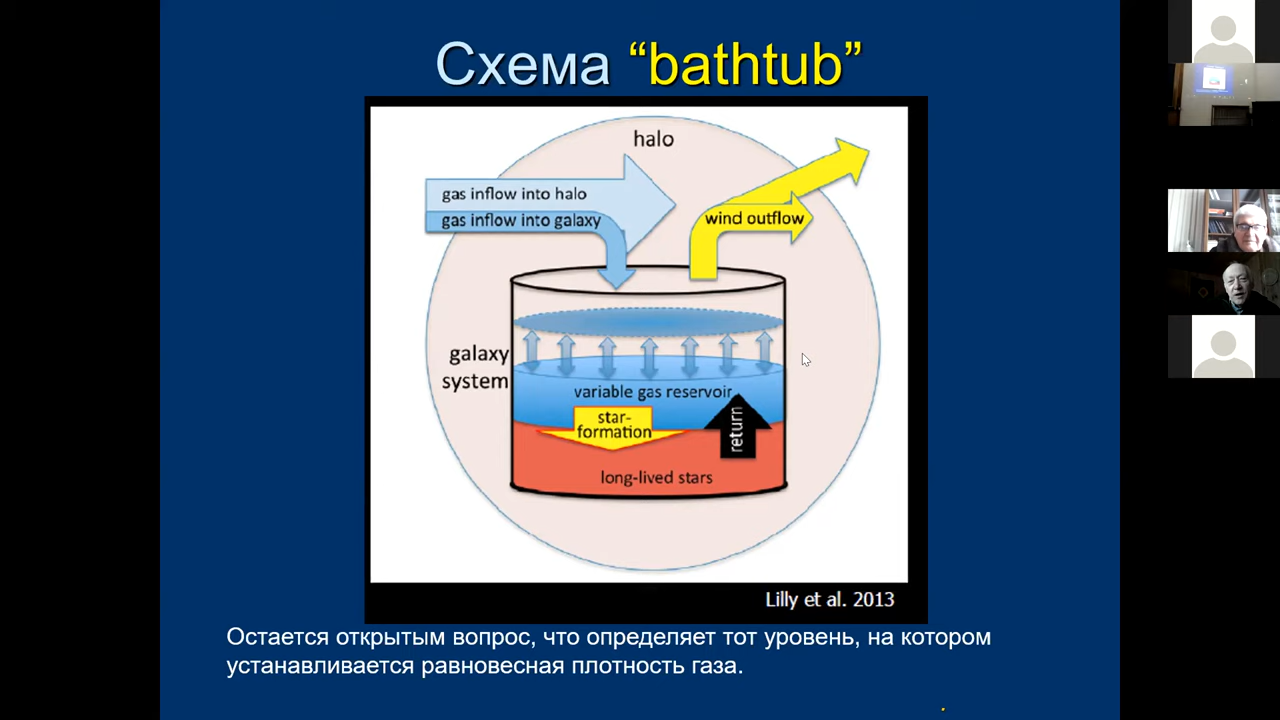 Схема “bathtub”
halo
gas inflow into halo
gas inflow into galaxy
wind outflow
galaxy
system
variable gas reservoir
star-
formation
return
long-lived stars
Lilly et al. 2013
Остается открытым вопрос, что определяет тот уровень, на котором
устанавливается равновесная плотность газа.